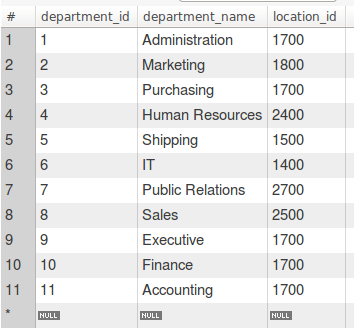 # department_id department_name location_id
1 1 Administration 1700
2 2 Marketing 1800
3 3 Purchasing 1700
4 4 Human Resources 2400
5 5 Shipping 1500
6 6 IT 1400
7 7 Public Relations 2700
8 8 Sales 2500
9 9 Executive 1700
10 10 Finance 1700
11 11 Accounting 1700
* NULL NULL NULL